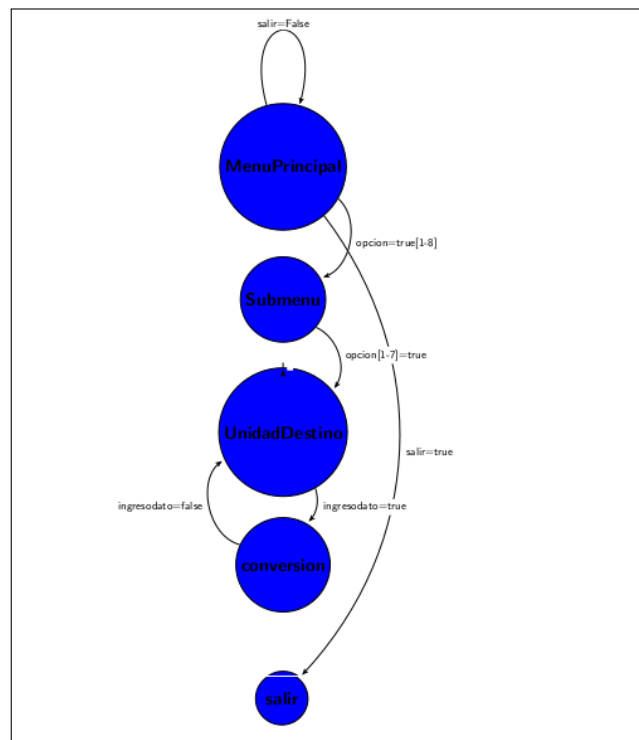 salir=False
MenuPrincipal
opcion=true[1-8]
Submenu
opcion[1-7]=true
UnidadDestino
salir=true
ingresodato=false
ingresodato=true
conversion
salir